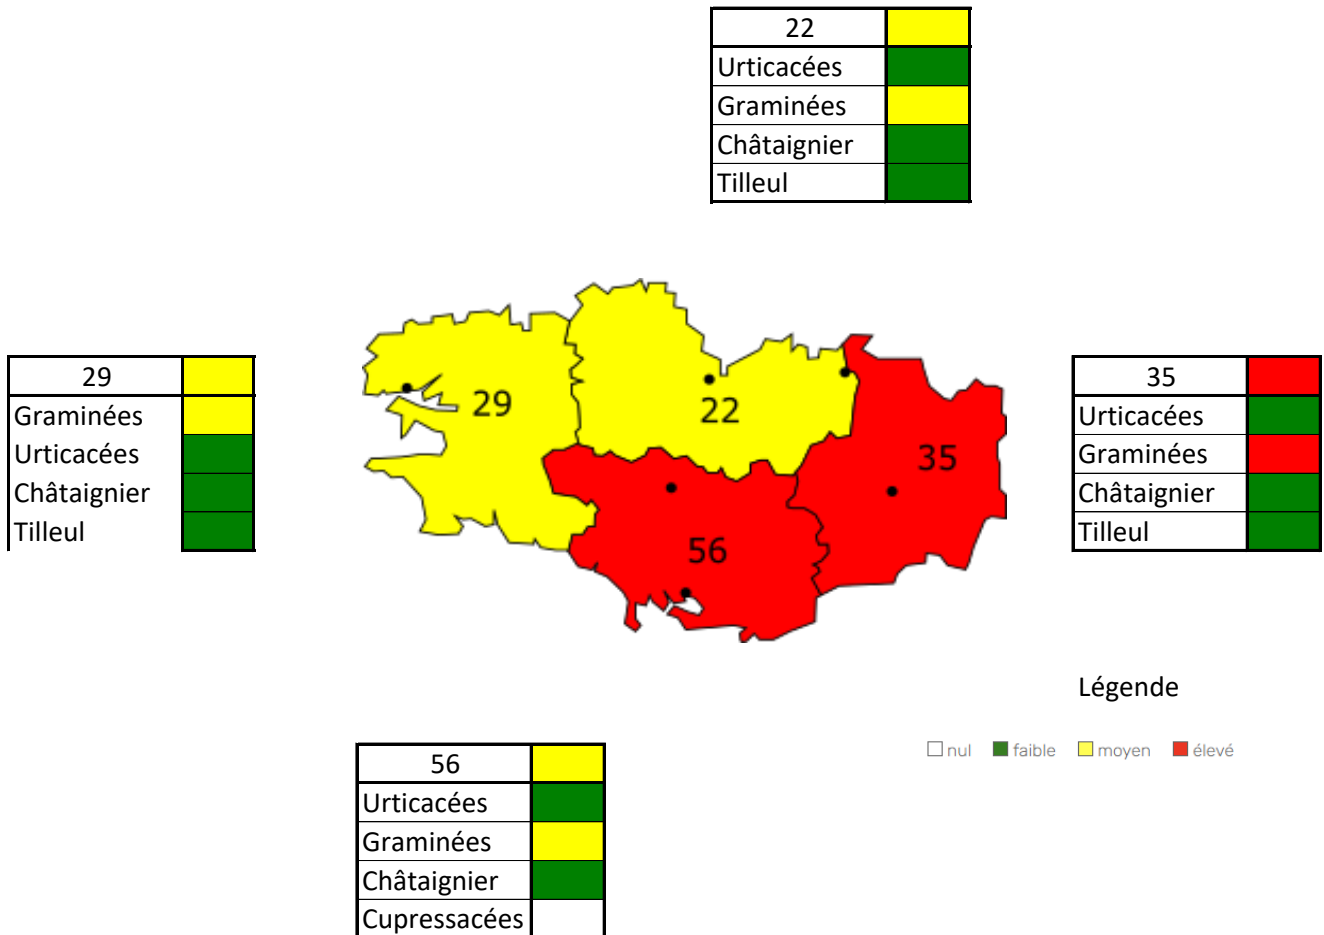 22
Urticacées
Graminées
Châtaignier
Tilleul
29
Graminées
Urticacées
Châtaignier
Tilleul
29
22
35
56
35
Urticacées
Graminées
Châtaignier
Tilleul
Légende
nul faible moyen élevé
56
Urticacées
Graminées
Châtaignier
Cupressacées